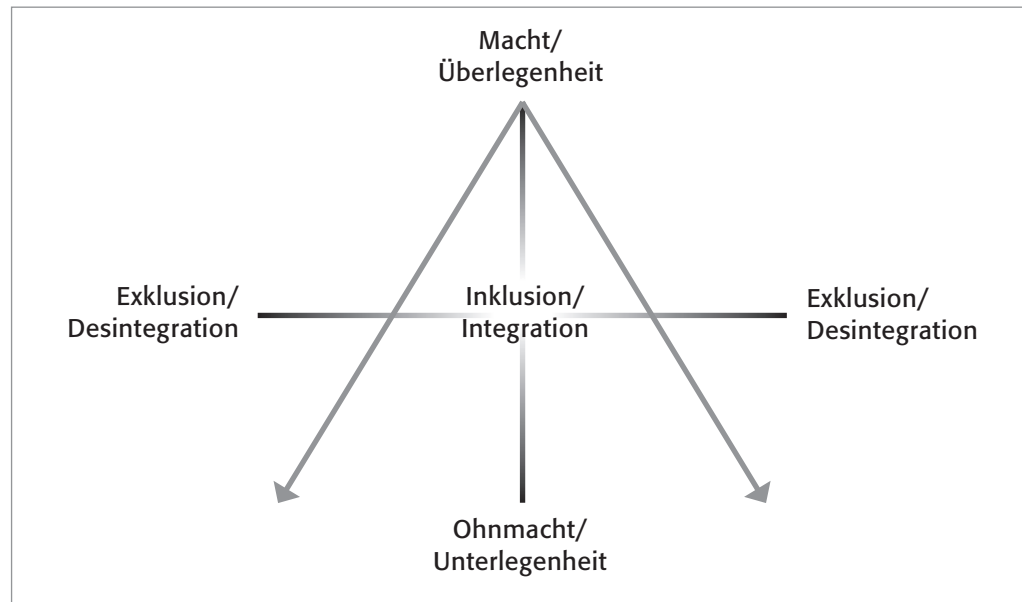 Macht/
Überlegenheit
Exklusion/
Desintegration
Inklusion/
Integration
Exklusion/
Desintegration
Ohnmacht/
Unterlegenheit